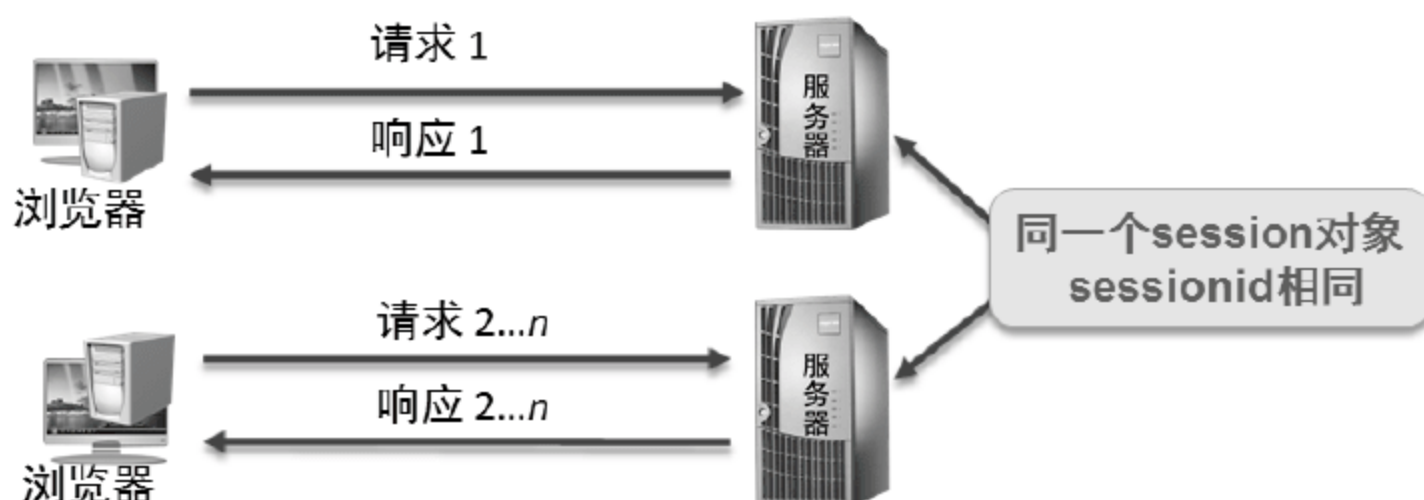 请求 1
服务器
响应 1
浏览器
同一个session对象
sessionid相同
请求 2...n
服务器
响应 2...n
浏览器